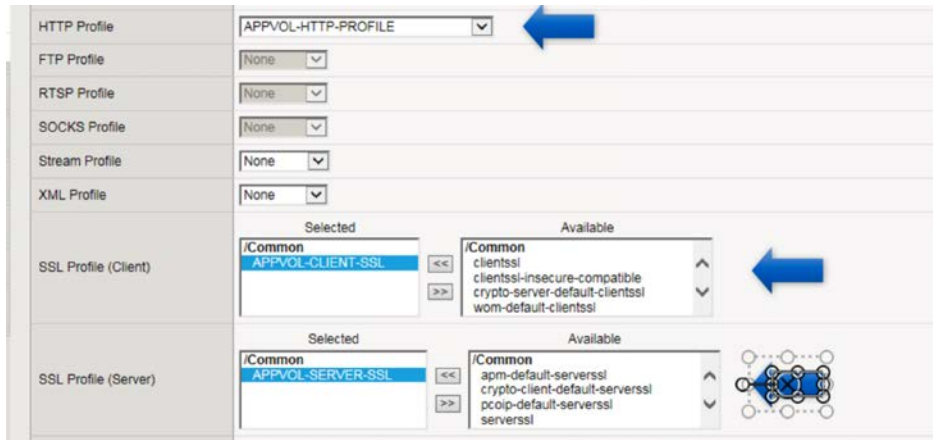 HTTP Profile APPVOL-HTTP-PROFILE
FTP Profile None
RTSP Profile None
SOCKS Profile None
Stream Profile None
XML Profile None
Selected Available
SSL Profile (Client)
/Common
APPVOL-CLIENT-SSL
<<
>>
/Common
clientssl
clientssl-insecure-compatible
crypto-server-default-clientssl
wom-default-clientssl
Selected Available
SSL Profile (Server)
/Common
APPVOL-SERVER-SSL
<<
>>
/Common
apm-default-serverssl
crypto-client-default-serverssl
pcoip-default-serverssl
serverssl